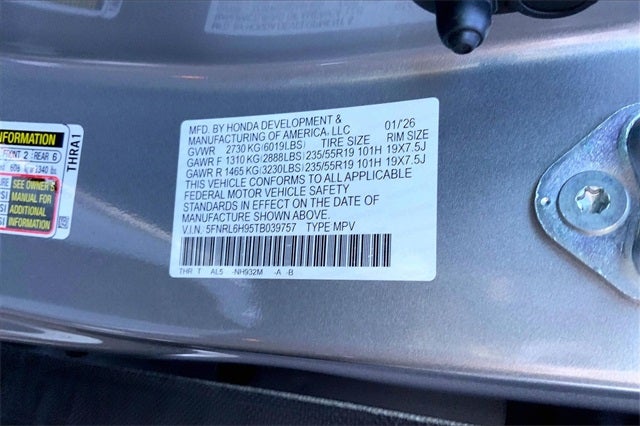 MFD. BY HONDA DEVELOPMENT &
MANUFACTURING OF AMERICA, LLC 01/'26
GVWR 2730 KG(6019LBS) TIRE SIZE RIM SIZE
GAWR F 1310 KG(2888LBS) 235/55R19 101H 19X7.5J
GAWR R 1465 KG(3230LBS) 235/55R19 101H 19X7.5J
THIS VEHICLE CONFORMS TO ALL APPLICABLE
FEDERAL MOTOR VEHICLE SAFETY
STANDARDS IN EFFECT ON THE DATE OF
MANUFACTURE SHOWN ABOVE.
V.I.N. 5FNRL6H95TB039757 TYPE MPV
THR T AL5 -NH932M -A -B
INFORMATION
FRONT 2 REAR 6
SEE OWNER'S
MANUAL FOR
ADDITIONAL
INFORMATION
THRA1